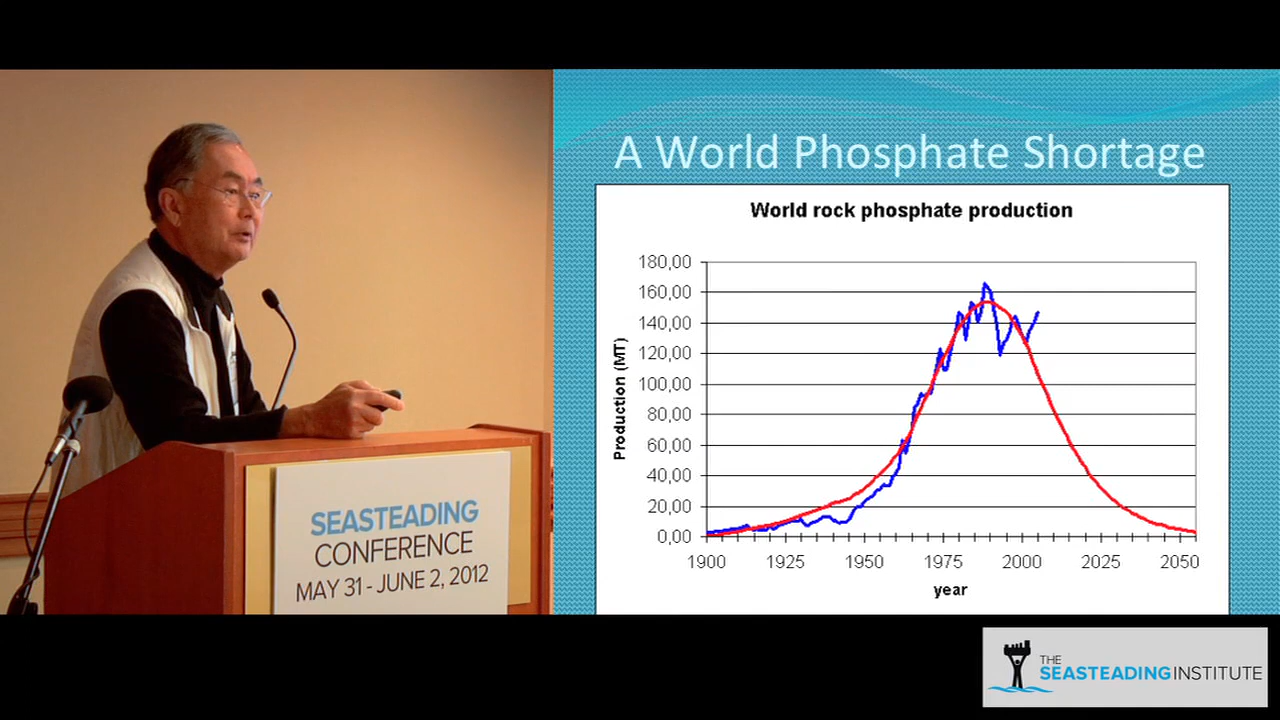 SEASTEADING
CONFERENCE
MAY 31 - JUNE 2, 2012
A World Phosphate Shortage
World rock phosphate production
Production (MT)
180,00
160,00
140,00
120,00
100,00
80,00
60,00
40,00
20,00
0,00
1900 1925 1950 1975 2000 2025 2050
year
THE
SEASTEADING INSTITUTE